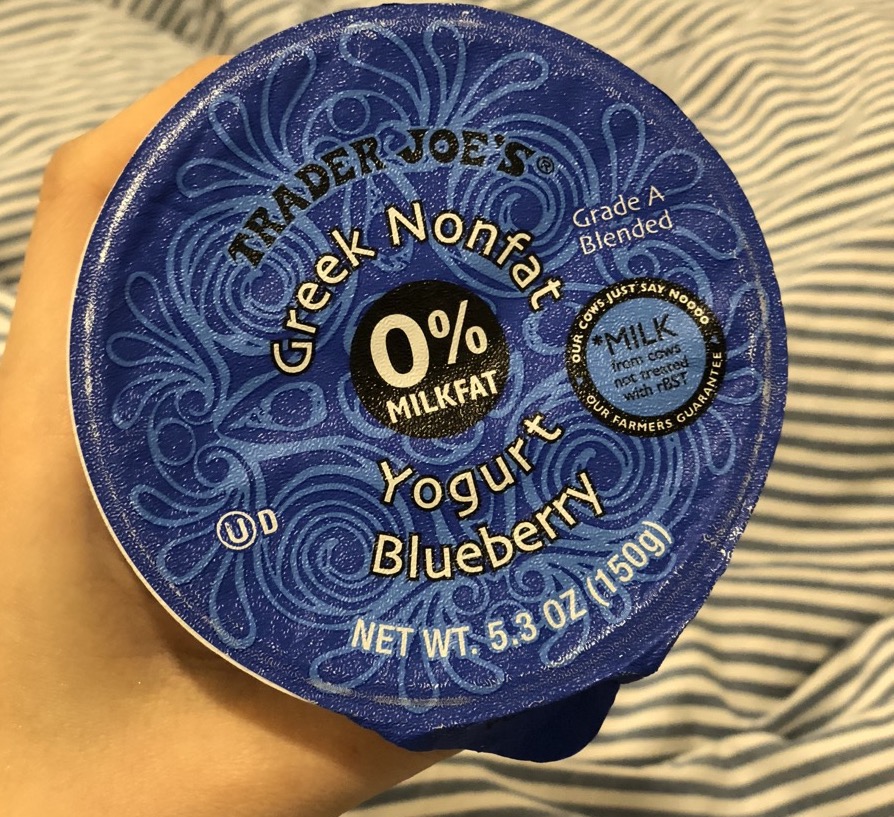 TRADER JOE'S®
Greek Nonfat
Grade A
Blended
0%
MILKFAT
OUR COWS JUST SAY NOOOO
*MILK
from cows
not treated
with rBST
OUR FARMERS GUARANTEE
Yogurt
Blueberry
U D
NET WT. 5.3 OZ (150g)